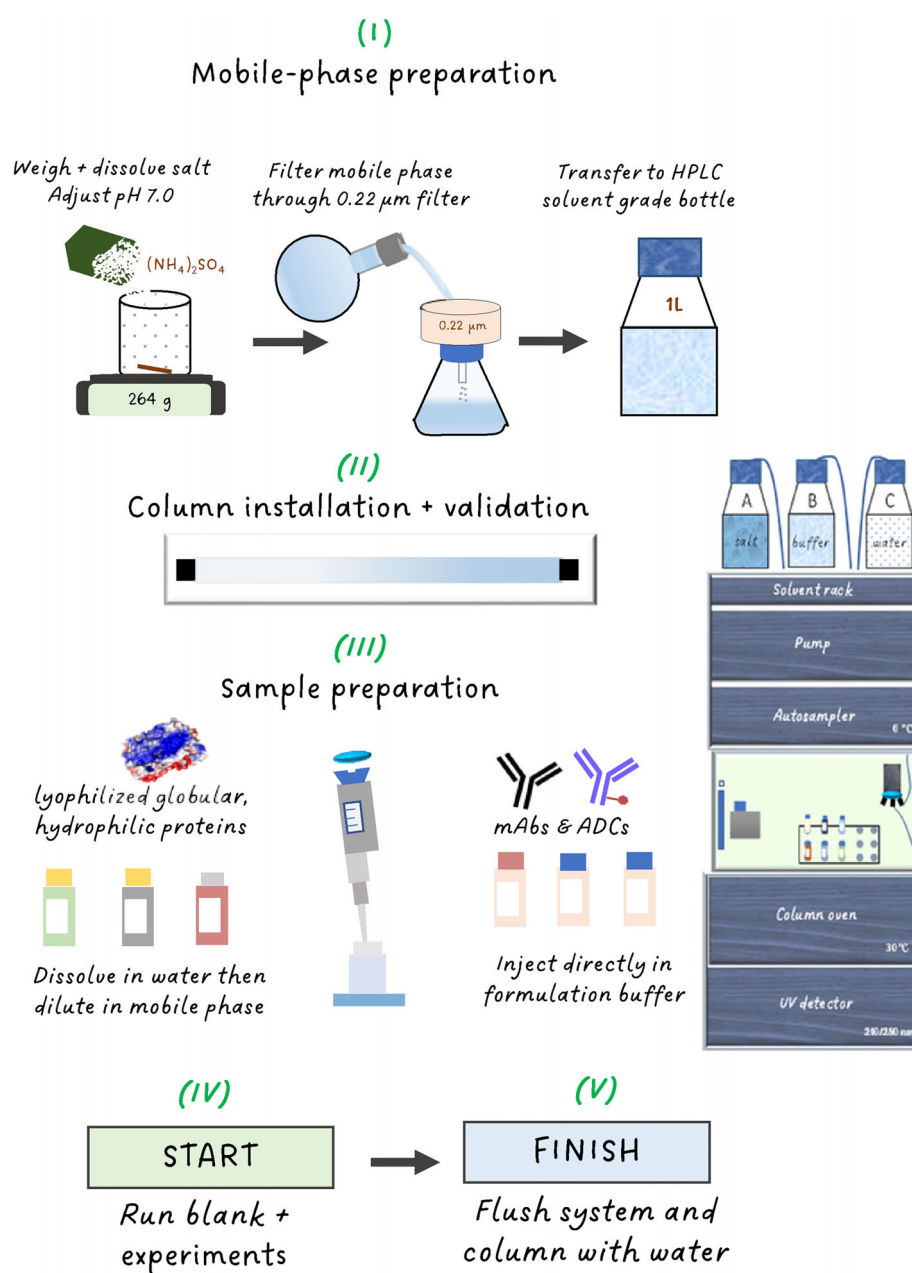 (I)
Mobile-phase preparation
Weigh + dissolve salt
Adjust pH 7.0
(NH₄)₂SO₄
264 g
Filter mobile phase
through 0.22 µm filter
0.22 µm
Transfer to HPLC
solvent grade bottle
1L
(II)
Column installation + validation
(III)
Sample preparation
lyophilized globular,
hydrophilic proteins
Dissolve in water then
dilute in mobile phase
mAbs & ADCs
Inject directly in
formulation buffer
A
salt
B
buffer
C
water
Solvent rack
Pump
Autosampler
6 °C
Column oven
30 °C
UV detector
(IV)
START
Run blank +
experiments
(V)
FINISH
Flush system and
column with water